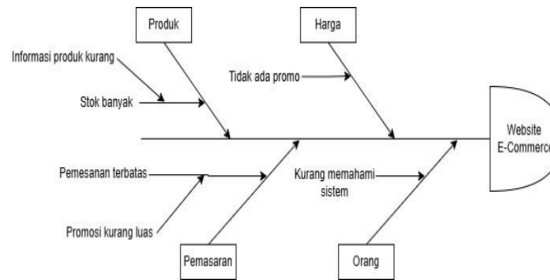 Produk
Harga
Informasi produk kurang
Tidak ada promo
Stok banyak
Website
E-Commerce
Pemesanan terbatas
Kurang memahami
sistem
Promosi kurang luas
Pemasaran
Orang